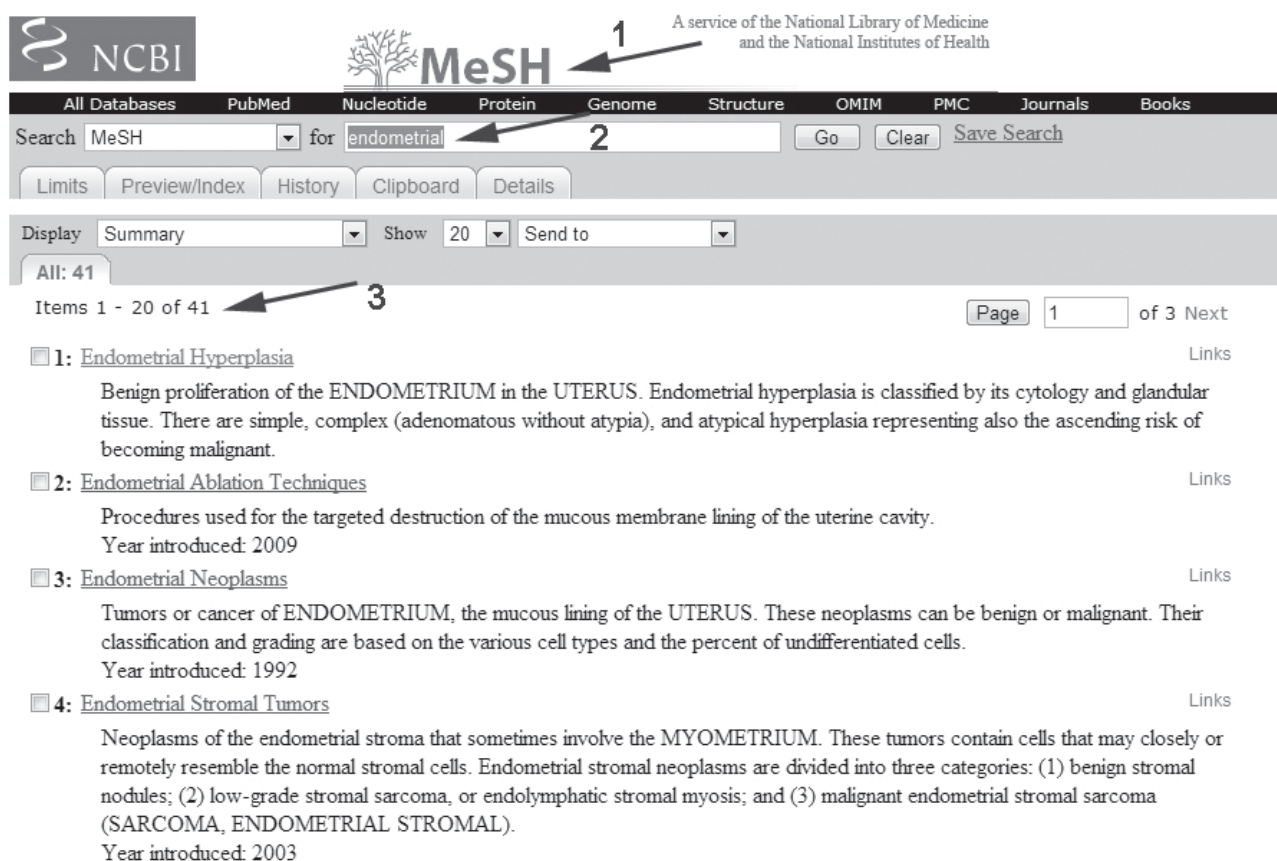 A service of the National Library of Medicine
and the National Institutes of Health
NCBI
MeSH
1
All Databases PubMed Nucleotide Protein Genome Structure OMIM PMC Journals Books
Search MeSH for endometrial 2 Go Clear Save Search
Limits Preview/Index History Clipboard Details
Display Summary Show 20 Send to
All: 41
Items 1 - 20 of 41 3 Page 1 of 3 Next
1: Endometrial Hyperplasia Links
Benign proliferation of the ENDOMETRIUM in the UTERUS. Endometrial hyperplasia is classified by its cytology and glandular
tissue. There are simple, complex (adenomatous without atypia), and atypical hyperplasia representing also the ascending risk of
becoming malignant.
2: Endometrial Ablation Techniques Links
Procedures used for the targeted destruction of the mucous membrane lining of the uterine cavity.
Year introduced: 2009
3: Endometrial Neoplasms Links
Tumors or cancer of ENDOMETRIUM, the mucous lining of the UTERUS. These neoplasms can be benign or malignant. Their
classification and grading are based on the various cell types and the percent of undifferentiated cells.
Year introduced: 1992
4: Endometrial Stromal Tumors Links
Neoplasms of the endometrial stroma that sometimes involve the MYOMETRIUM. These tumors contain cells that may closely or
remotely resemble the normal stromal cells. Endometrial stromal neoplasms are divided into three categories: (1) benign stromal
nodules; (2) low-grade stromal sarcoma, or endolymphatic stromal myosis; and (3) malignant endometrial stromal sarcoma
(SARCOMA, ENDOMETRIAL STROMAL).
Year introduced: 2003